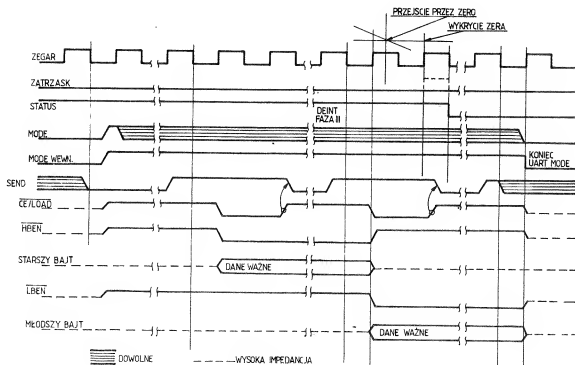 PRZEJŚCIE PRZEZ ZERO
WYKRYCIE ZERA
ZEGAR
ZATRZASK
STATUS
DEINT
FAZA III
MODE
MODE WEWN.
KONIEC
UART MODE
SEND
CE/LOAD
HBEN
STARSZY BAJT
DANE WAŻNE
LBEN
MŁODSZY BAJT
DANE WAŻNE
DOWOLNE
WYSOKA IMPEDANCJA